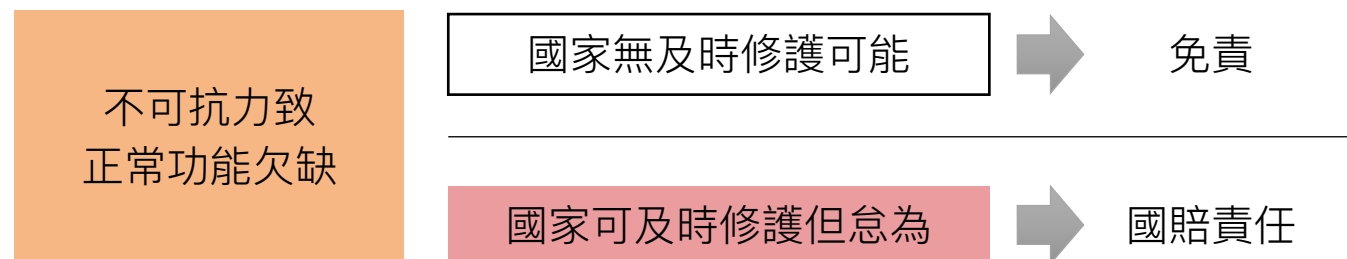 不可抗力致
正常功能欠缺
國家無及時修護可能
免責
國家可及時修護但怠為
國賠責任